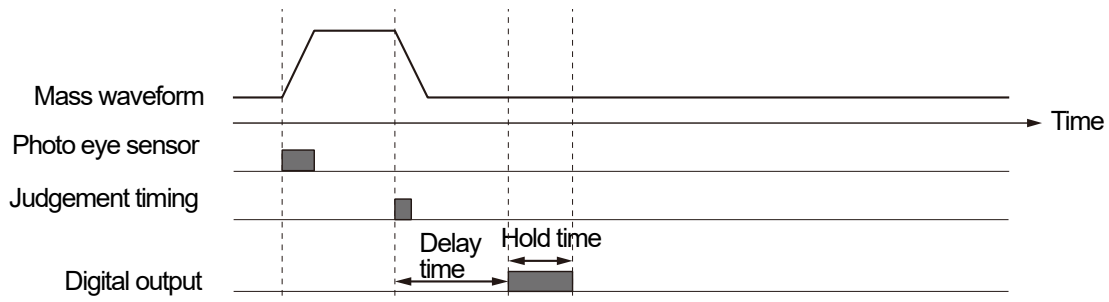 Mass waveform
Time
Photo eye sensor
Judgement timing
Delay
time
Hold time
Digital output